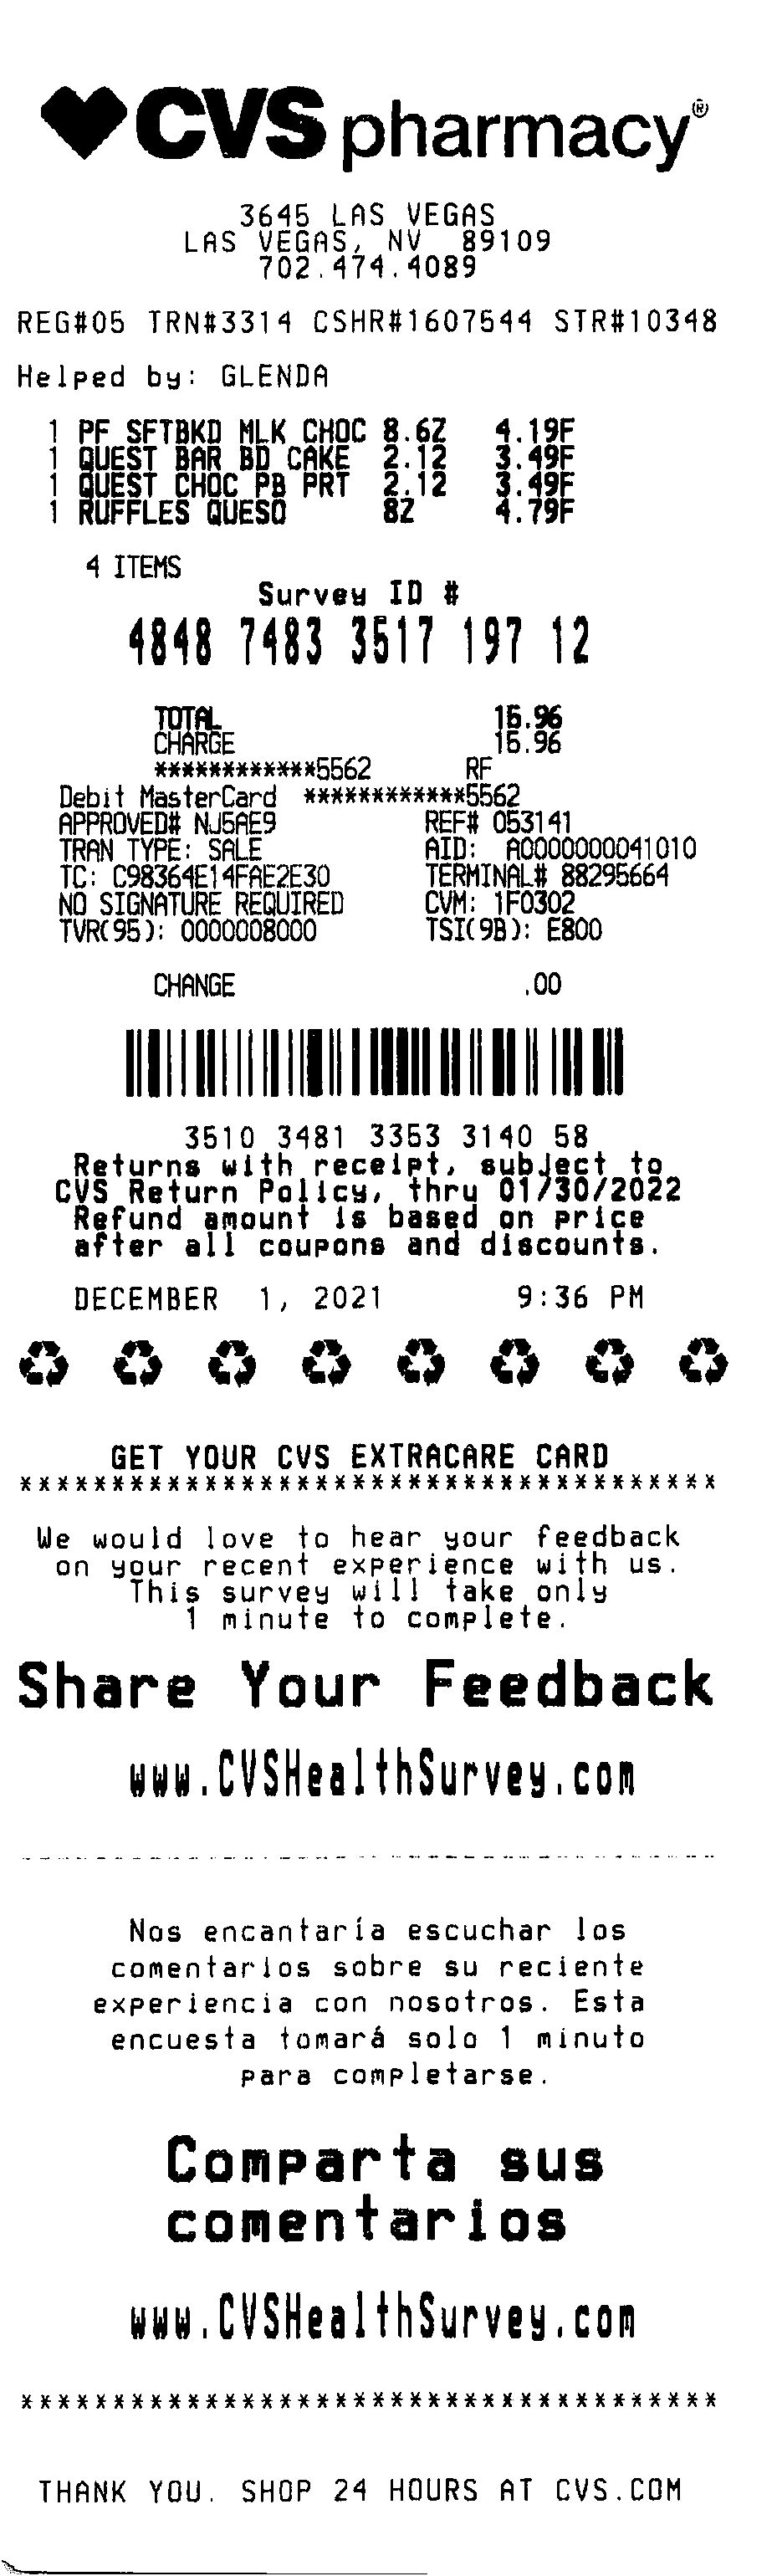 CVS pharmacy®
3645 LAS VEGAS
LAS VEGAS, NV 89109
702.474.4089
REG#05 TRN#3314 CSHR#1607544 STR#10348
Helped by: GLENDA
1 PF SFTBKD MLK CHOC 8.6Z 4.19F
1 QUEST BAR BD CAKE 2.12 3.49F
1 QUEST CHOC PB PRT 2.12 3.49F
1 RUFFLES QUESO 8Z 4.79F
4 ITEMS
Survey ID #
4848 7483 3517 197 12
TOTAL 15.96
CHARGE 15.96
************5562 RF
Debit MasterCard ************5562
APPROVED# NJ5AE9 REF# 053141
TRAN TYPE: SALE AID: A0000000041010
TC: C98364E14FAE2E30 TERMINAL# 88295664
NO SIGNATURE REQUIRED CVM: 1F0302
TVR(95): 0000008000 TSI(9B): E800
CHANGE .00
3510 3481 3353 3140 58
Returns with receipt, subject to
CVS Return Policy, thru 01/30/2022
Refund amount is based on price
after all coupons and discounts.
DECEMBER 1, 2021 9:36 PM
GET YOUR CVS EXTRACARE CARD
**************************************
We would love to hear your feedback
on your recent experience with us.
This survey will take only
1 minute to complete.
Share Your Feedback
www.CVSHealthSurvey.com
Nos encantaría escuchar los
comentarios sobre su reciente
experiencia con nosotros. Esta
encuesta tomará solo 1 minuto
para completarse.
Comparta sus
comentarios
www.CVSHealthSurvey.com
**************************************
THANK YOU. SHOP 24 HOURS AT CVS.COM